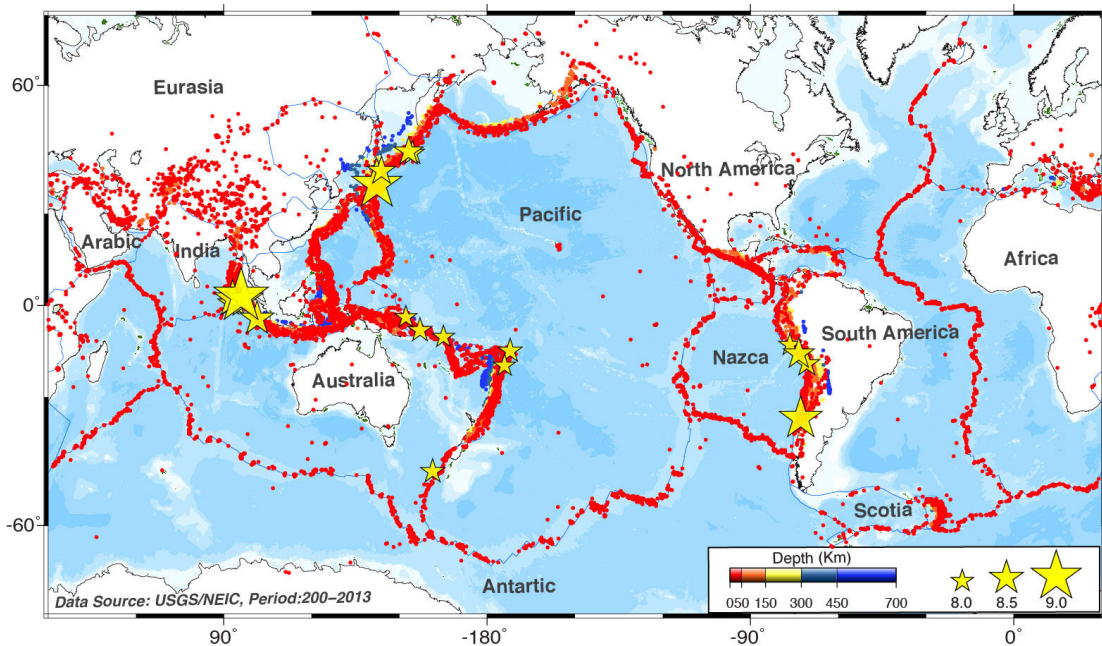 60°
Eurasia
North America
Pacific
Arabic
India
Africa
0°
South America
Nazca
Australia
Scotia
-60°
Antartic
Depth (Km)
050 150 300 450 700
8.0 8.5 9.0
Data Source: USGS/NEIC, Period:200-2013
90° -180° -90° 0°